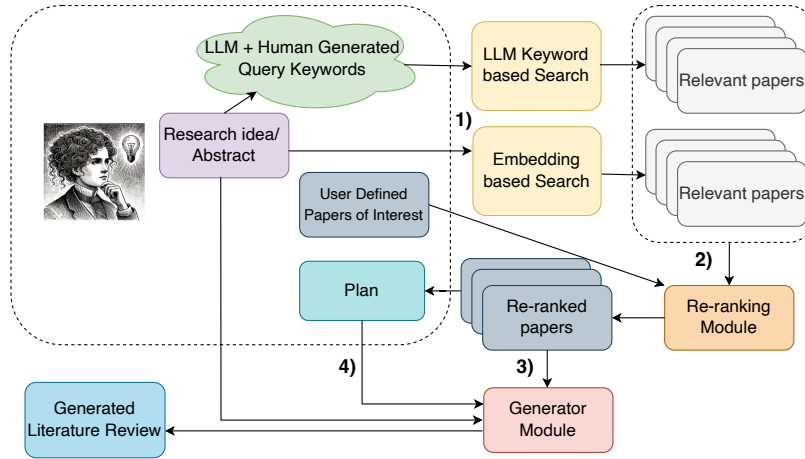 LLM + Human Generated
Query Keywords
LLM Keyword
based Search
Relevant papers
1)
Research idea/
Abstract
Embedding
based Search
Relevant papers
User Defined
Papers of Interest
2)
Plan
Re-ranked
papers
Re-ranking
Module
4)
3)
Generated
Literature Review
Generator
Module